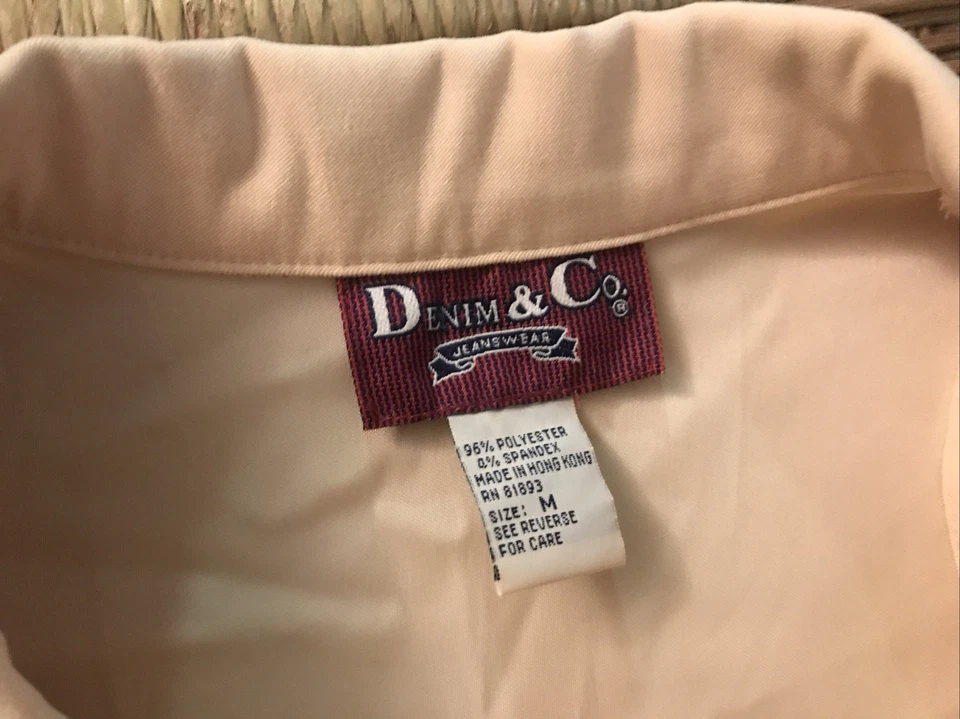 DENIM & CO.®
JEANSWEAR
96% POLYESTER
4% SPANDEX
MADE IN HONG KONG
RN 81893
SIZE: M
SEE REVERSE
FOR CARE